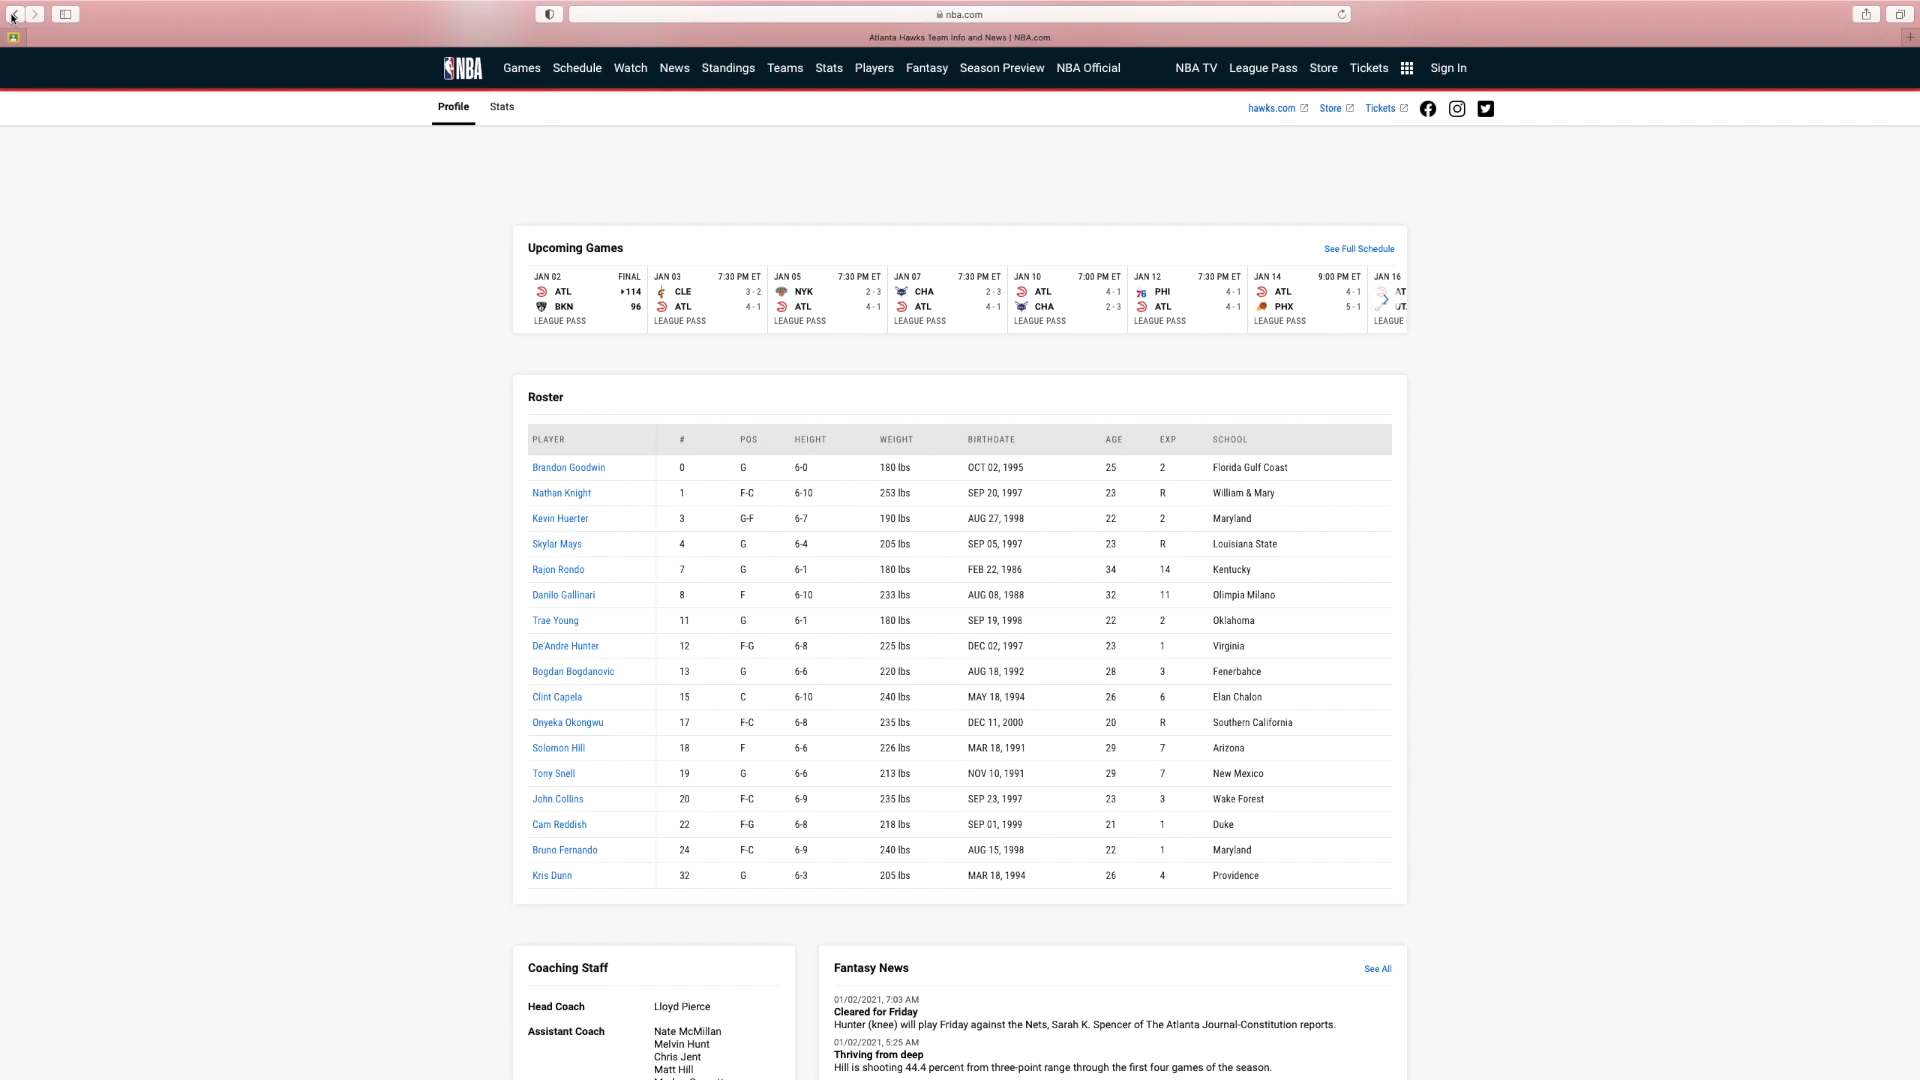 nba.com
Atlanta Hawks Team Info and News | NBA.com
NBA Games Schedule Watch News Standings Teams Stats Players Fantasy Season Preview NBA Official NBA TV League Pass Store Tickets Sign In
Profile Stats hawks.com Store Tickets
Upcoming Games See Full Schedule
JAN 02 FINAL JAN 03 7:30 PM ET JAN 05 7:30 PM ET JAN 07 7:30 PM ET JAN 10 7:00 PM ET JAN 12 7:30 PM ET JAN 14 9:00 PM ET JAN 16
ATL 114 CLE 3 - 2 NYK 2 - 3 CHA 2 - 3 ATL 4 - 1 76 PHI 4 - 1 ATL 4 - 1 AT
BKN 96 ATL 4 - 1 ATL 4 - 1 ATL 4 - 1 CHA 2 - 3 ATL 4 - 1 PHX 5 - 1
LEAGUE PASS LEAGUE PASS LEAGUE PASS LEAGUE PASS LEAGUE PASS LEAGUE PASS LEAGUE PASS LEAGUE
Roster
PLAYER # POS HEIGHT WEIGHT BIRTHDATE AGE EXP SCHOOL
Brandon Goodwin 0 G 6-0 180 lbs OCT 02, 1995 25 2 Florida Gulf Coast
Nathan Knight 1 F-C 6-10 253 lbs SEP 20, 1997 23 R William & Mary
Kevin Huerter 3 G-F 6-7 190 lbs AUG 27, 1998 22 2 Maryland
Skylar Mays 4 G 6-4 205 lbs SEP 05, 1997 23 R Louisiana State
Rajon Rondo 7 G 6-1 180 lbs FEB 22, 1986 34 14 Kentucky
Danilo Gallinari 8 F 6-10 233 lbs AUG 08, 1988 32 11 Olimpia Milano
Trae Young 11 G 6-1 180 lbs SEP 19, 1998 22 2 Oklahoma
De'Andre Hunter 12 F-G 6-8 225 lbs DEC 02, 1997 23 1 Virginia
Bogdan Bogdanovic 13 G 6-6 220 lbs AUG 18, 1992 28 3 Fenerbahce
Clint Capela 15 C 6-10 240 lbs MAY 18, 1994 26 6 Elan Chalon
Onyeka Okongwu 17 F-C 6-8 235 lbs DEC 11, 2000 20 R Southern California
Solomon Hill 18 F 6-6 226 lbs MAR 18, 1991 29 7 Arizona
Tony Snell 19 G 6-6 213 lbs NOV 10, 1991 29 7 New Mexico
John Collins 20 F-C 6-9 235 lbs SEP 23, 1997 23 3 Wake Forest
Cam Reddish 22 F-G 6-8 218 lbs SEP 01, 1999 21 1 Duke
Bruno Fernando 24 F-C 6-9 240 lbs AUG 15, 1998 22 1 Maryland
Kris Dunn 32 G 6-3 205 lbs MAR 18, 1994 26 4 Providence
Coaching Staff
Head Coach Lloyd Pierce
Assistant Coach Nate McMillan
Melvin Hunt
Chris Jent
Matt Hill
Fantasy News See All
01/02/2021, 7:03 AM
Cleared for Friday
Hunter (knee) will play Friday against the Nets, Sarah K. Spencer of The Atlanta Journal-Constitution reports.
01/02/2021, 5:25 AM
Thriving from deep
Hill is shooting 44.4 percent from three-point range through the first four games of the season.